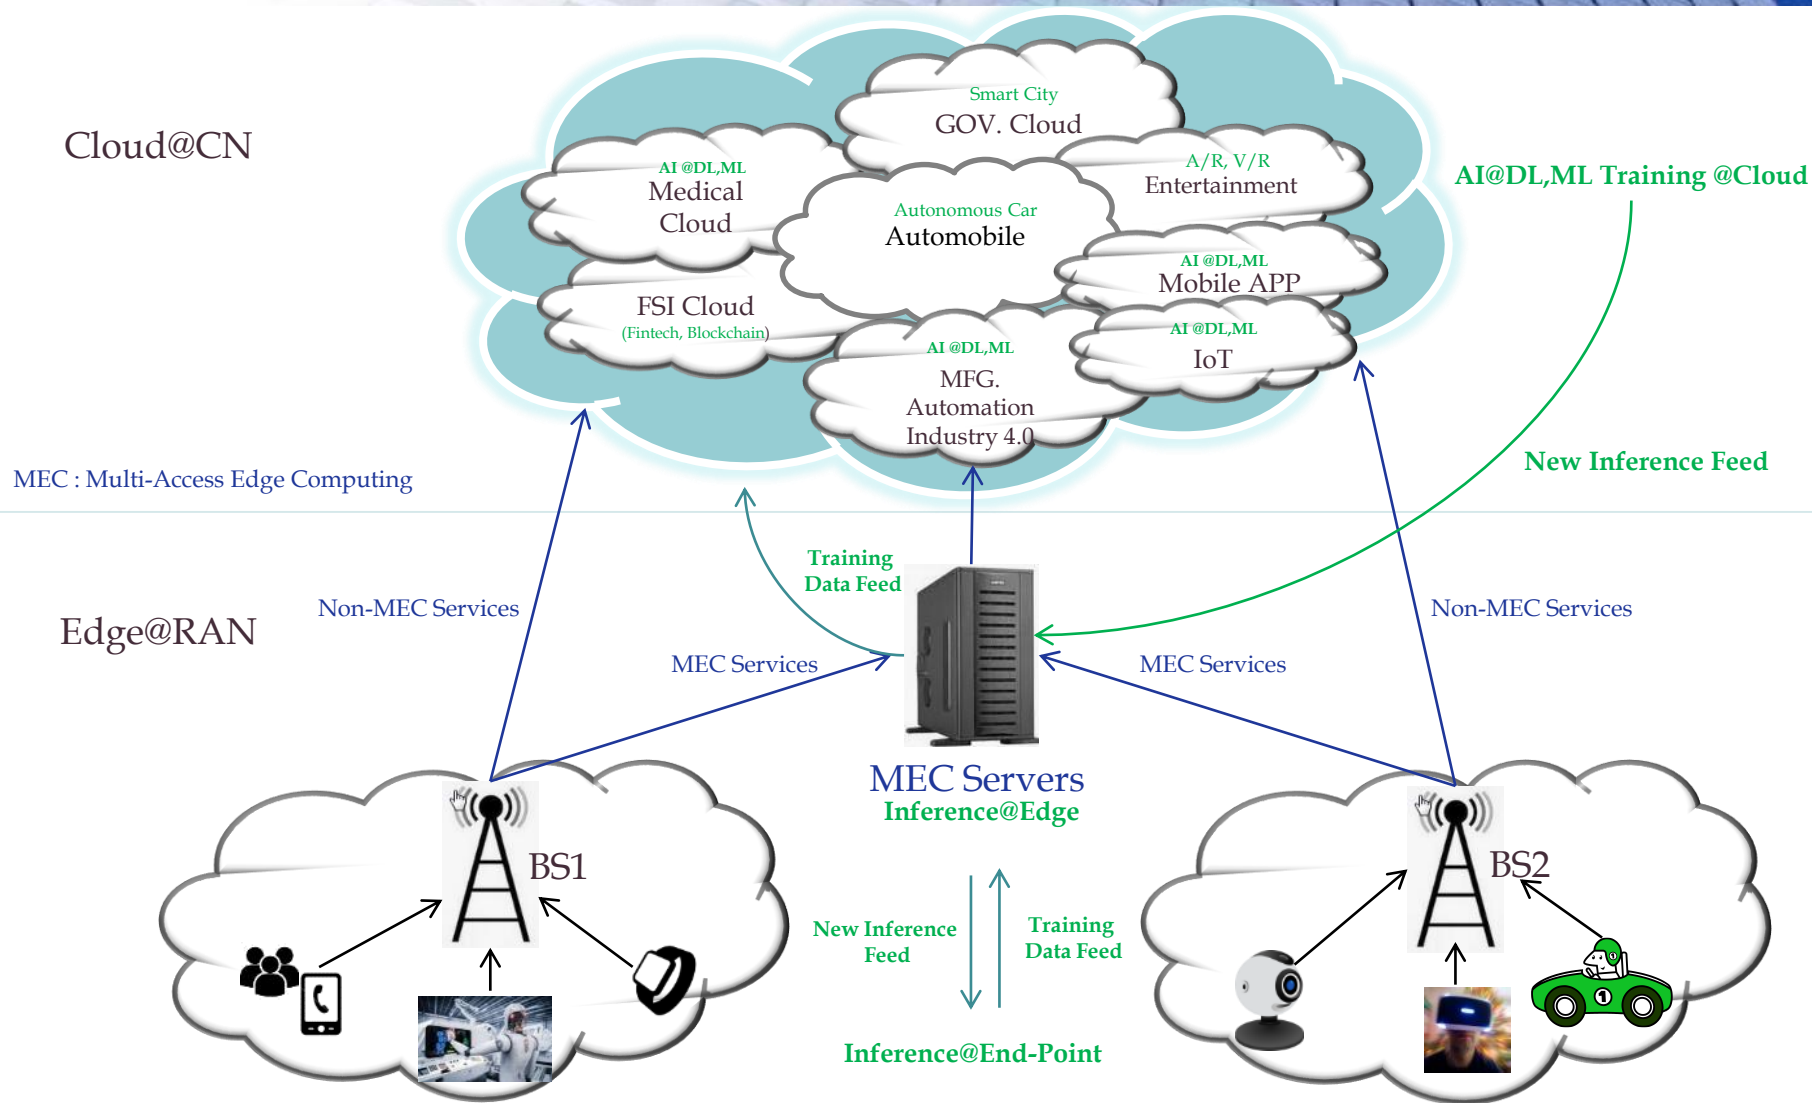 Smart City
GOV. Cloud
Cloud@CN
AI @DL,ML
Medical
Cloud
A/R, V/R
Entertainment
AI@DL,ML Training @Cloud
Autonomous Car
Automobile
AI @DL,ML
Mobile APP
FSI Cloud
(Fintech, Blockchain)
AI @DL,ML
IoT
AI @DL,ML
MFG.
Automation
Industry 4.0
New Inference Feed
MEC : Multi-Access Edge Computing
Training
Data Feed
Edge@RAN
Non-MEC Services
Non-MEC Services
MEC Services
MEC Services
MEC Servers
Inference@Edge
BS1
BS2
New Inference
Feed
Training
Data Feed
Inference@End-Point
1
1